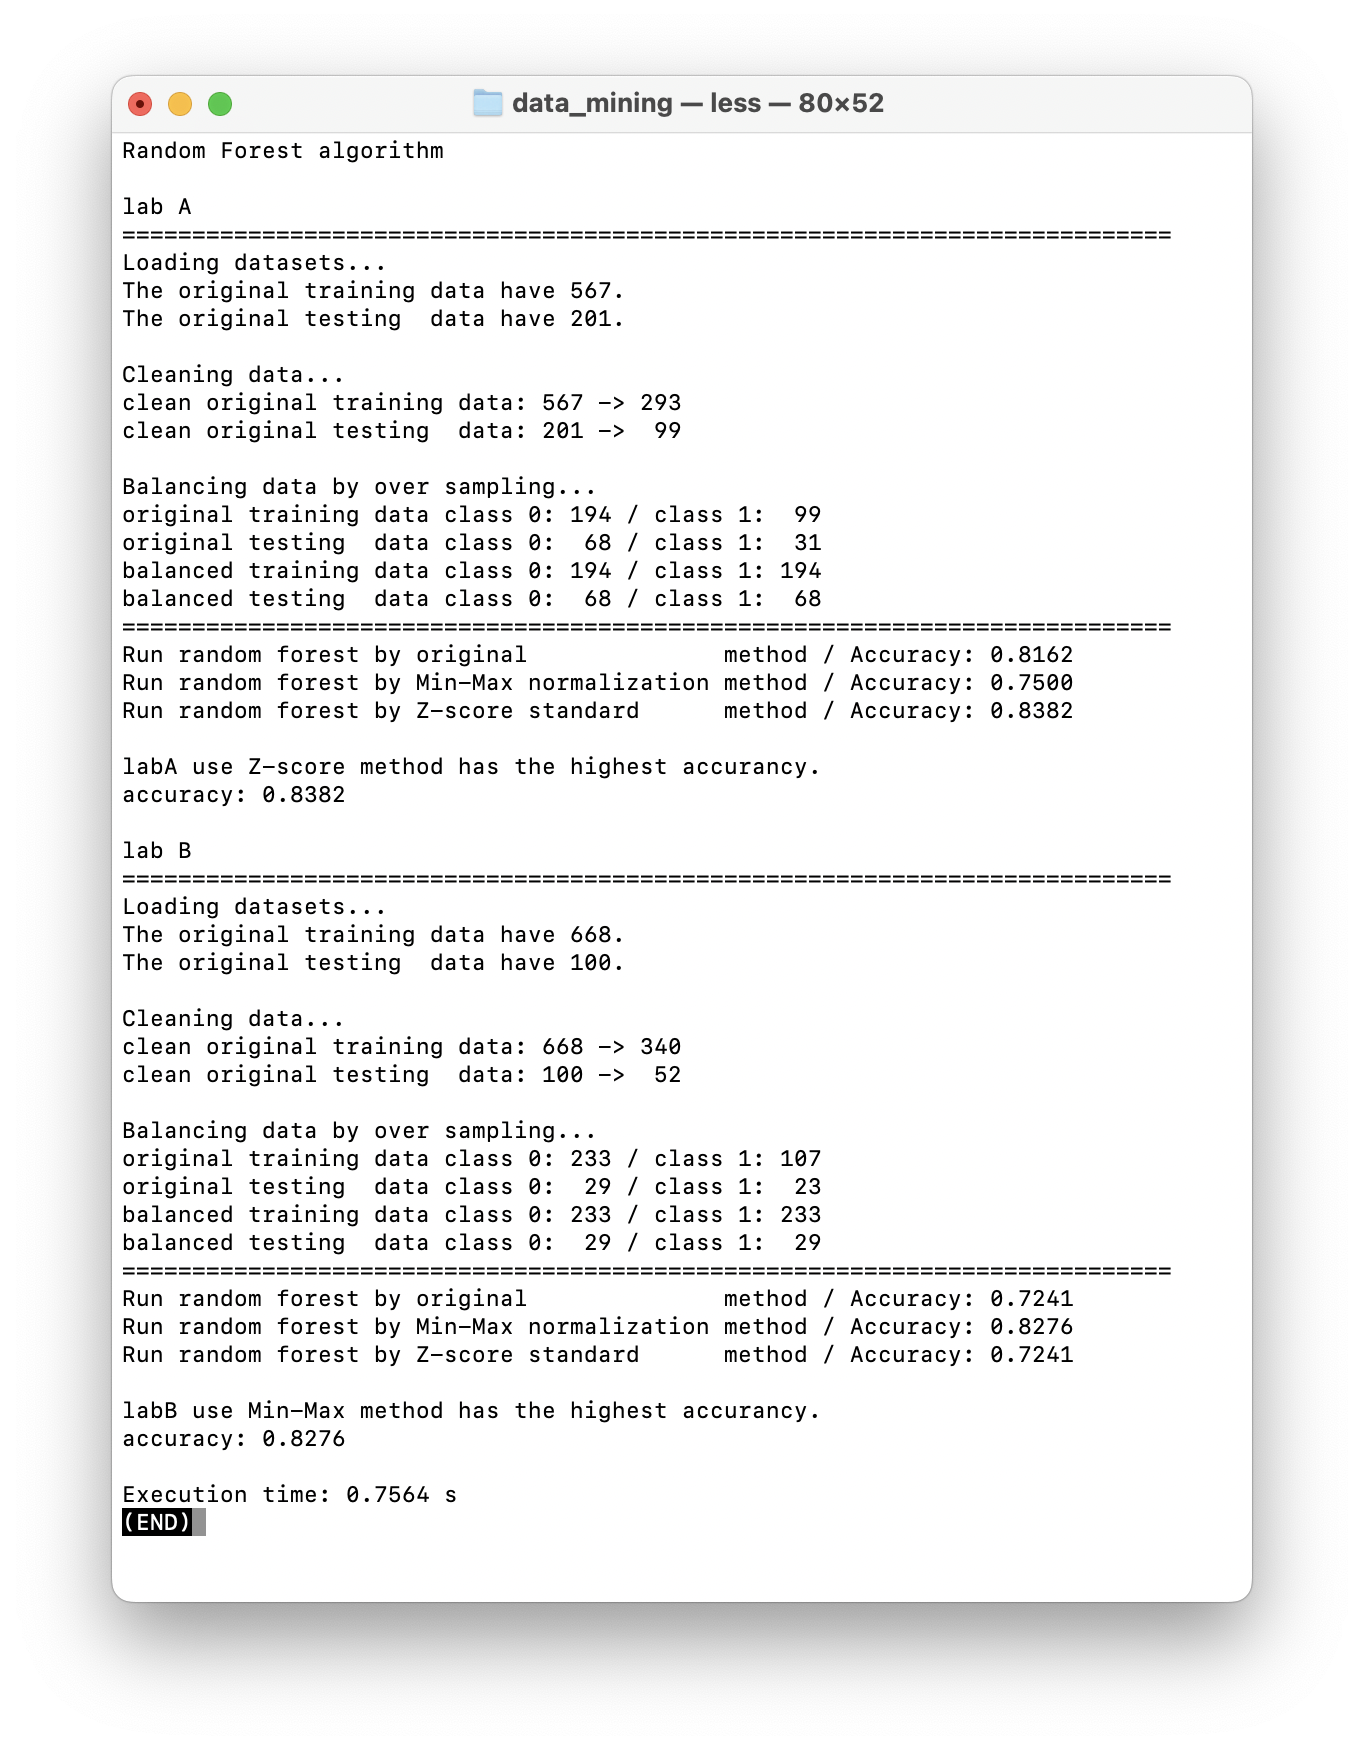 data_mining — less — 80×52
Random Forest algorithm
lab A
===========================================================================
Loading datasets...
The original training data have 567.
The original testing  data have 201.
Cleaning data...
clean original training data: 567 -> 293
clean original testing  data: 201 ->  99
Balancing data by over sampling...
original training data class 0: 194 / class 1:  99
original testing  data class 0:  68 / class 1:  31
balanced training data class 0: 194 / class 1: 194
balanced testing  data class 0:  68 / class 1:  68
===========================================================================
Run random forest by original              method / Accuracy: 0.8162
Run random forest by Min-Max normalization method / Accuracy: 0.7500
Run random forest by Z-score standard      method / Accuracy: 0.8382
labA use Z-score method has the highest accurancy.
accuracy: 0.8382
lab B
===========================================================================
Loading datasets...
The original training data have 668.
The original testing  data have 100.
Cleaning data...
clean original training data: 668 -> 340
clean original testing  data: 100 ->  52
Balancing data by over sampling...
original training data class 0: 233 / class 1: 107
original testing  data class 0:  29 / class 1:  23
balanced training data class 0: 233 / class 1: 233
balanced testing  data class 0:  29 / class 1:  29
===========================================================================
Run random forest by original              method / Accuracy: 0.7241
Run random forest by Min-Max normalization method / Accuracy: 0.8276
Run random forest by Z-score standard      method / Accuracy: 0.7241
labB use Min-Max method has the highest accurancy.
accuracy: 0.8276
Execution time: 0.7564 s
(END)